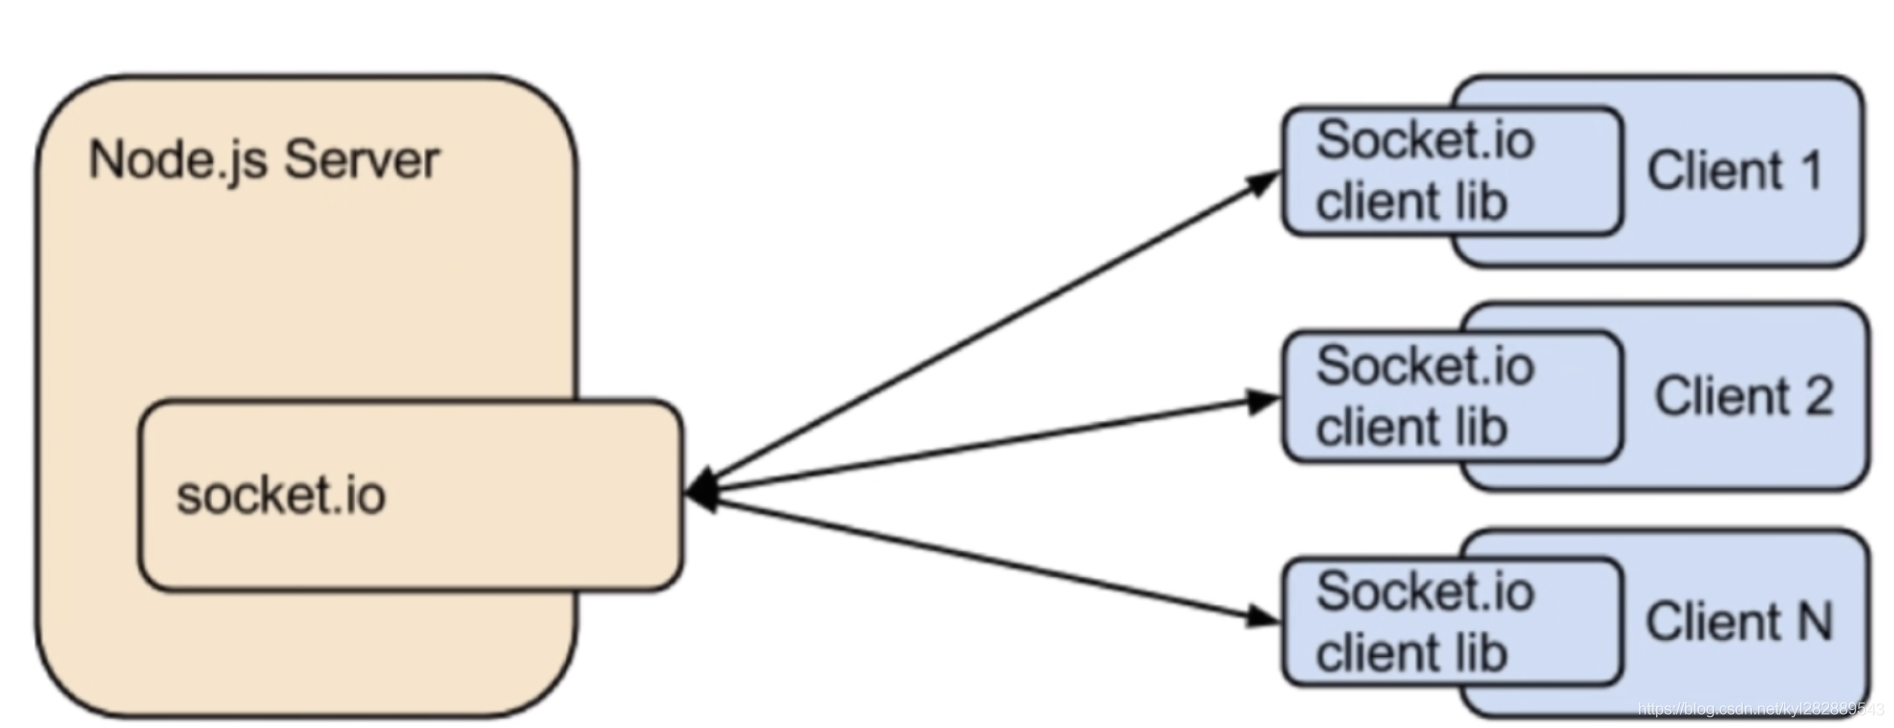 Node.js Server
socket.io
Socket.io
client lib
Client 1
Socket.io
client lib
Client 2
Socket.io
client lib
Client N
https://blog.csdn.net/kyl282889543